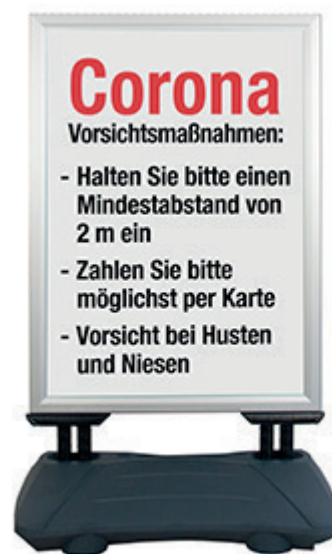 Corona
Vorsichtsmaßnahmen:
- Halten Sie bitte einen
Mindestabstand von
2 m ein
- Zahlen Sie bitte
möglichst per Karte
- Vorsicht bei Husten
und Niesen